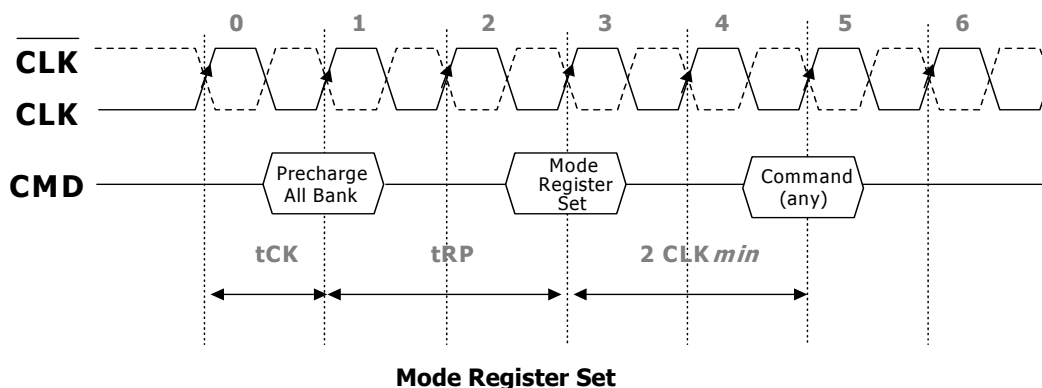 0 1 2 3 4 5 6
CLK
CLK
CMD
Precharge
All Bank
Mode
Register
Set
Command
(any)
tCK tRP 2 CLK min
Mode Register Set